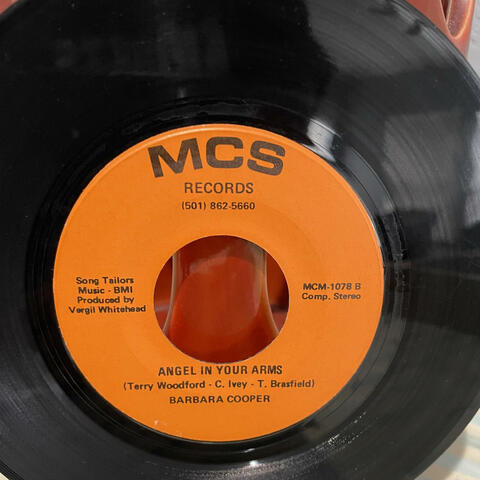 MCS
RECORDS
(501) 862-5660
Song Tailors
Music - BMI
Produced by
Vergil Whitehead
MCM-1078 B
Comp. Stereo
ANGEL IN YOUR ARMS
(Terry Woodford - C. Ivey - T. Brasfield)
BARBARA COOPER